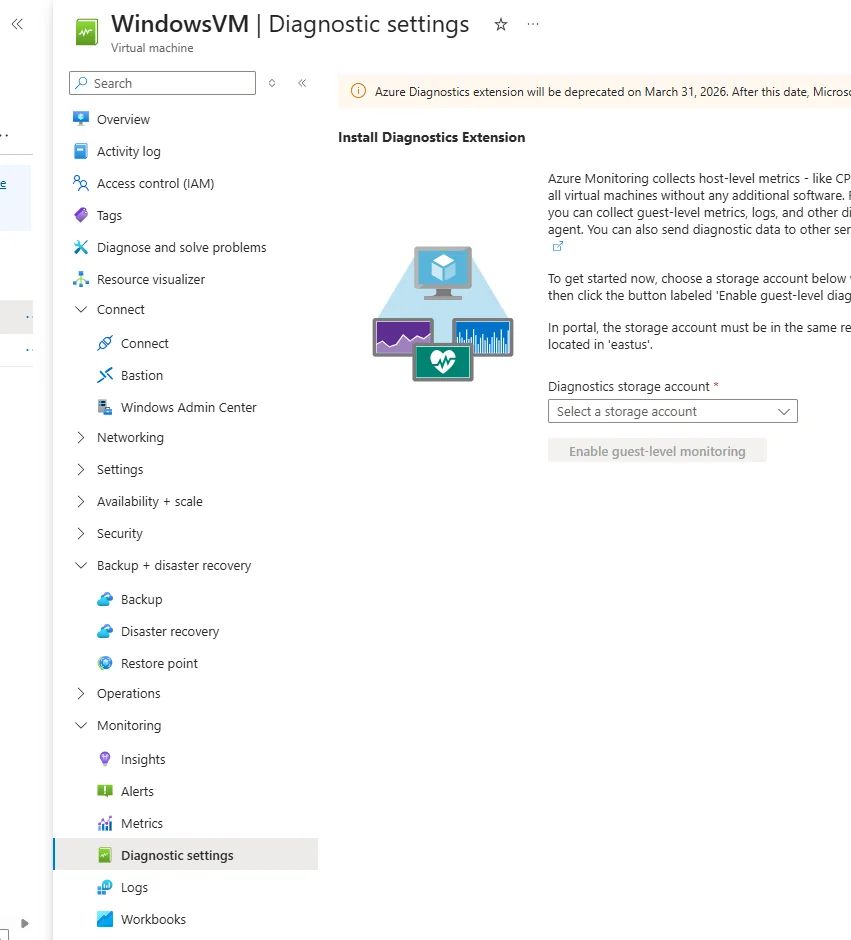 WindowsVM | Diagnostic settings
Virtual machine
Search
Overview
Activity log
Access control (IAM)
Tags
Diagnose and solve problems
Resource visualizer
Connect
Connect
Bastion
Windows Admin Center
Networking
Settings
Availability + scale
Security
Backup + disaster recovery
Backup
Disaster recovery
Restore point
Operations
Monitoring
Insights
Alerts
Metrics
Diagnostic settings
Logs
Workbooks
Azure Diagnostics extension will be deprecated on March 31, 2026. After this date,
Install Diagnostics Extension
Azure Monitoring collects host-level metrics - like
all virtual machines without any additional software.
you can collect guest-level metrics, logs, and other
agent. You can also send diagnostic data to other
To get started now, choose a storage account below
then click the button labeled 'Enable guest-level
In portal, the storage account must be in the same
located in 'eastus'.
Diagnostics storage account *
Select a storage account
Enable guest-level monitoring